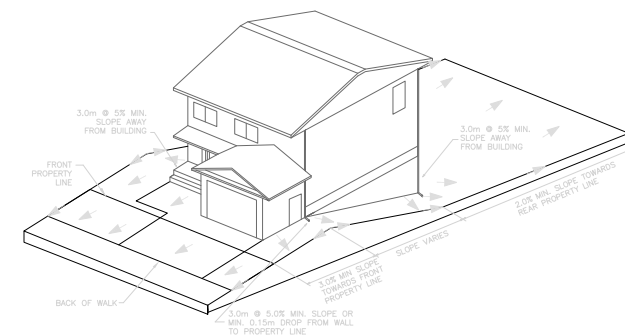 3.0m @ 5% MIN.
SLOPE AWAY
FROM BUILDING
FRONT
PROPERTY
LINE
3.0m @ 5% MIN.
SLOPE AWAY
FROM BUILDING
2.0% MIN. SLOPE TOWARDS
REAR PROPERTY LINE
SLOPE VARIES
3.0% MIN SLOPE
TOWARDS FRONT
PROPERTY LINE
BACK OF WALK
3.0m @ 5.0% MIN. SLOPE OR
MIN. 0.15m DROP FROM WALL
TO PROPERTY LINE